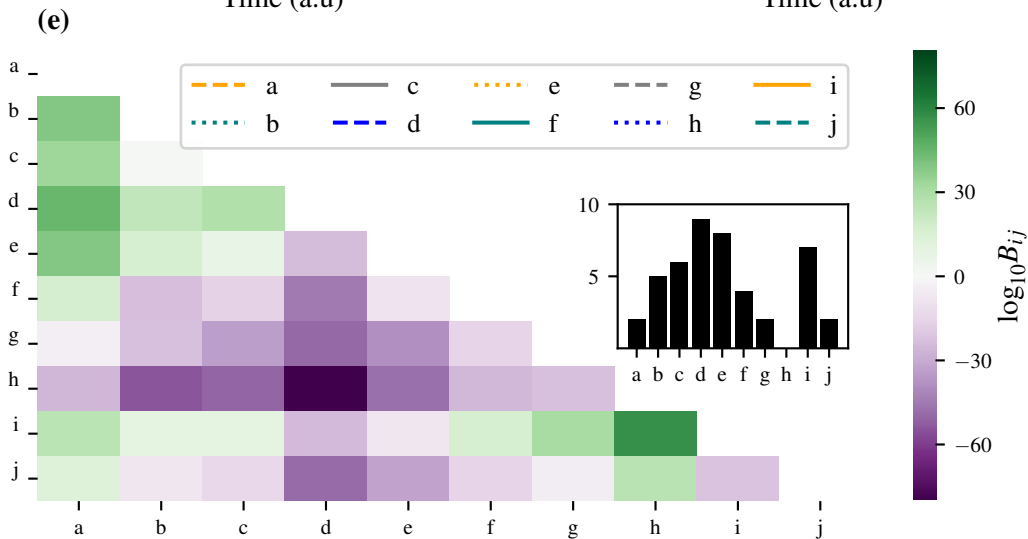 Time (a.u)
Time (a.u)
(e)
a
b
c
d
e
f
g
h
i
j
a
c
e
g
i
b
d
f
h
j
10
5
a b c d e f g h i j
a b c d e f g h i j
60
30
0
−30
−60
log₁₀Bᵢⱼ